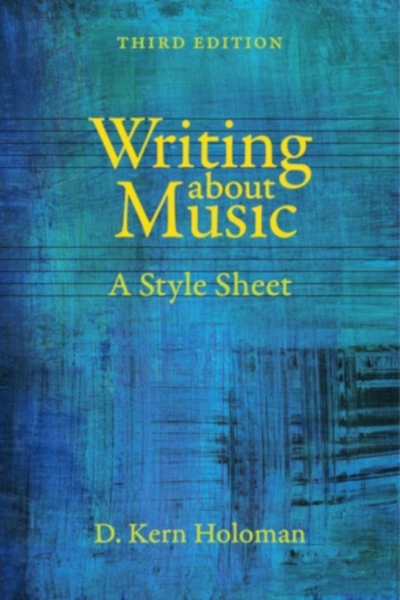 THIRD EDITION
Writing
about
Music
A Style Sheet
D. Kern Holoman